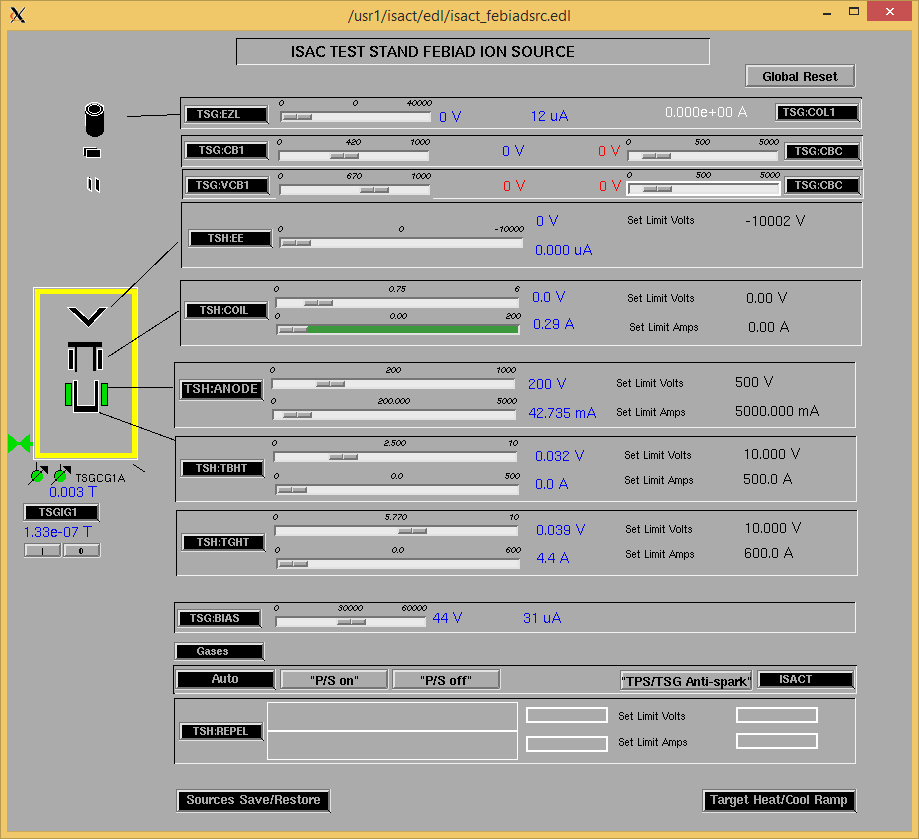 /usr1/isact/edl/isact_febiadsrc.edl
ISAC TEST STAND FEBIAD ION SOURCE
Global Reset
0 0 40000
TSG:EZL 0 V 12 uA 0.000e+00 A TSG:COL1
0 420 1000 0 500 5000
TSG:CB1 0 V 0 V TSG:CBC
0 670 1000 0 500 5000
TSG:VCB1 0 V 0 V TSG:CBC
0 V Set Limit Volts -10002 V
0 0 -10000
TSH:EE
0.000 uA
0 0.75 6
0.0 V Set Limit Volts 0.00 V
TSH:COIL
0 0.00 200
0.29 A Set Limit Amps 0.00 A
0 200 1000
200 V Set Limit Volts 500 V
TSH:ANODE
0 200.000 5000
42.735 mA Set Limit Amps 5000.000 mA
0 2.500 10
0.032 V Set Limit Volts 10.000 V
TSH:TBHT
0 0.0 500
0.0 A Set Limit Amps 500.0 A
TSGCG1A
0.003 T
TSGIG1
1.33e-07 T
I 0
0 5.770 10
0.039 V Set Limit Volts 10.000 V
TSH:TGHT
0 0.0 600
4.4 A Set Limit Amps 600.0 A
0 30000 60000
TSG:BIAS 44 V 31 uA
Gases
Auto "P/S on" "P/S off" "TPS/TSG Anti-spark" ISACT
Set Limit Volts
TSH:REPEL
Set Limit Amps
Sources Save/Restore Target Heat/Cool Ramp